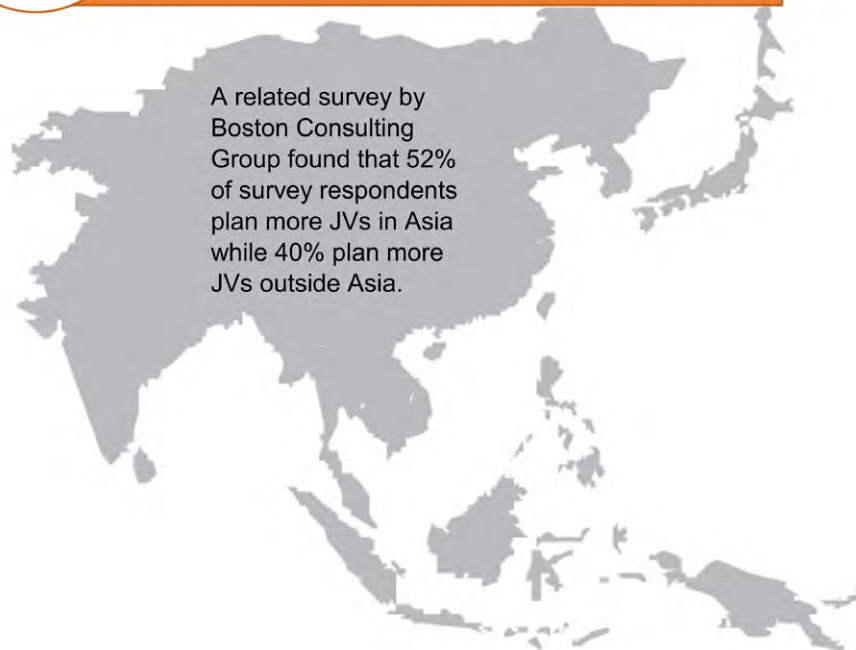 A related survey by
Boston Consulting
Group found that 52%
of survey respondents
plan more JVs in Asia
while 40% plan more
JVs outside Asia.